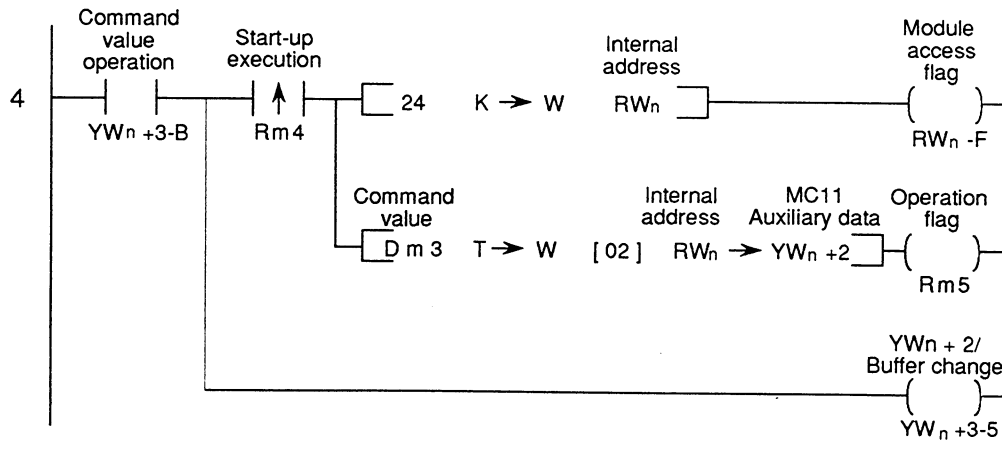 Command
value
operation
Start-up
execution
Internal
address
Module
access
flag
4
24 K → W RWn
YWn +3-B
Rm4
RWn -F
Command
value
Internal
address
MC11
Auxiliary data
Operation
flag
D m 3 T → W [ 02 ] RWn → YWn +2
Rm5
YWn + 2/
Buffer change
YWn +3-5